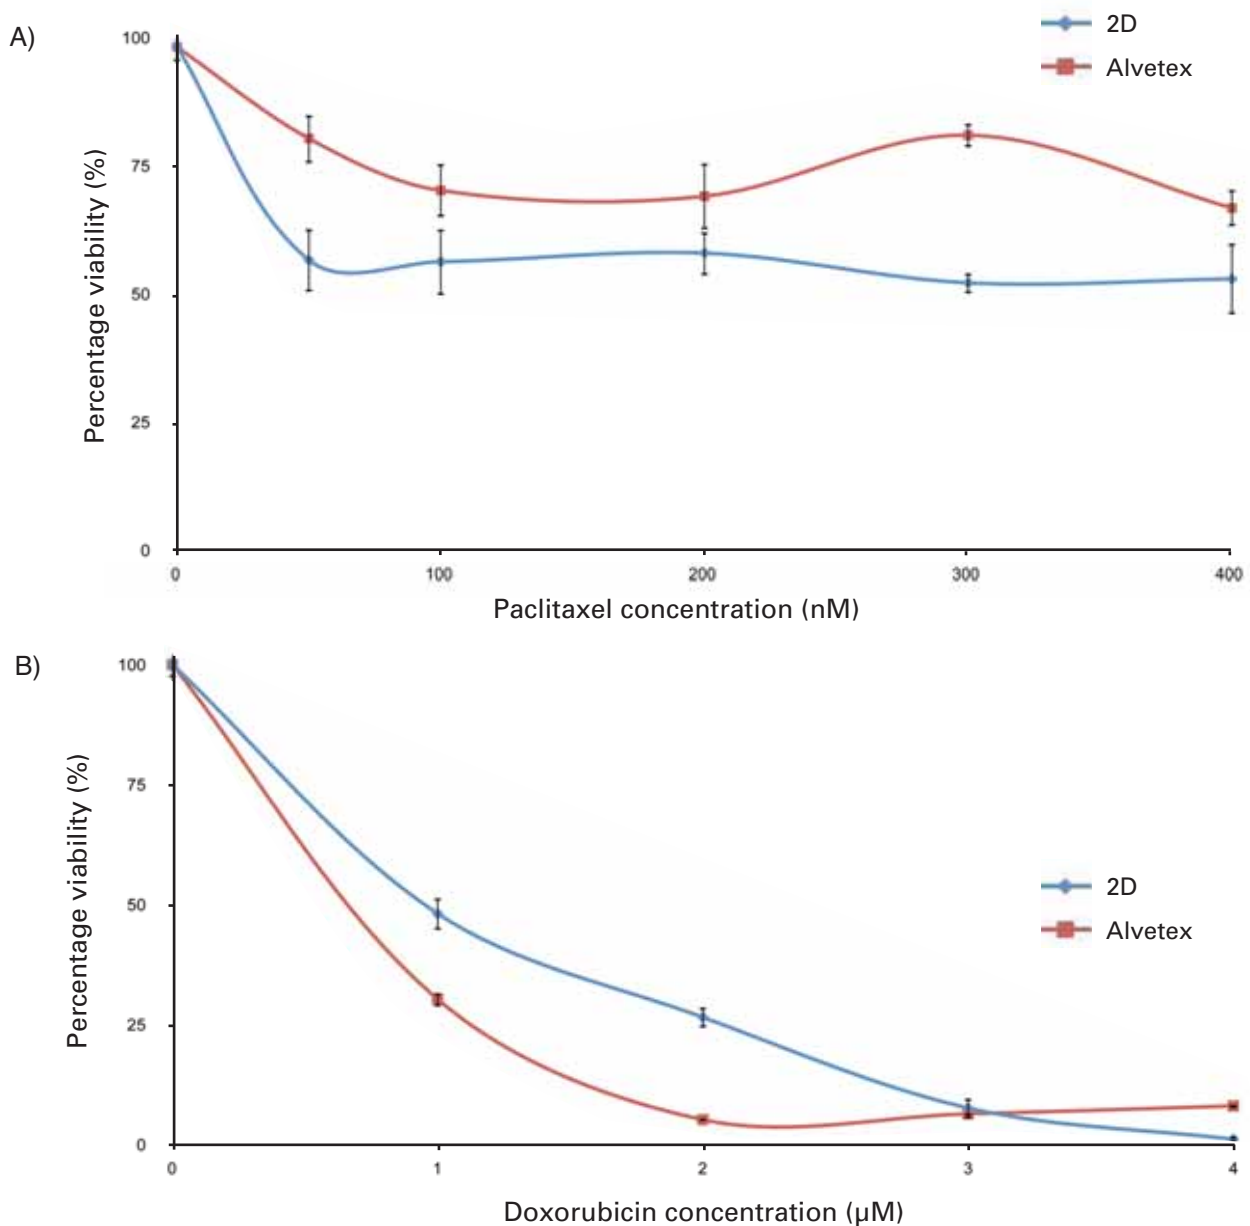 A)
2D
Alvetex
Percentage viability (%)
100
75
50
25
0
0 100 200 300 400
Paclitaxel concentration (nM)
B)
2D
Alvetex
Percentage viability (%)
100
75
50
25
0
0 1 2 3 4
Doxorubicin concentration (µM)